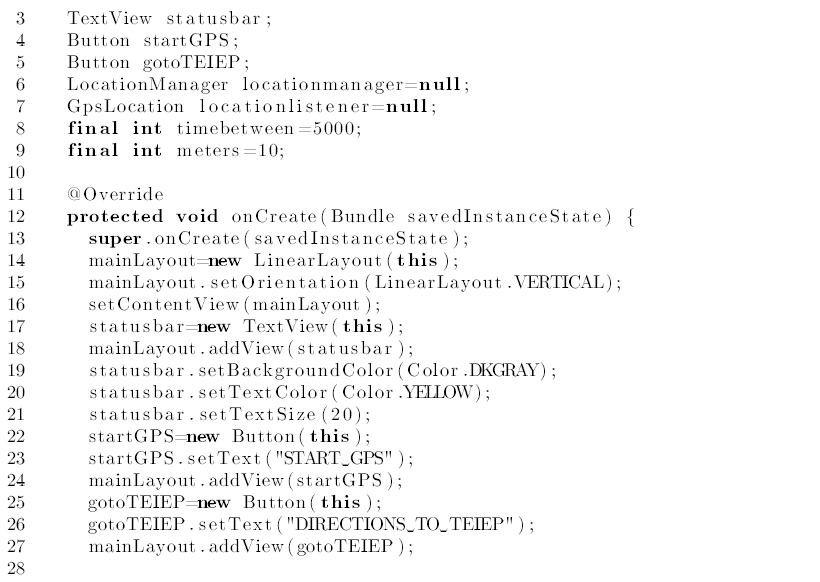 3 TextView statusbar;
4 Button startGPS;
5 Button gotoTEIEP;
6 LocationManager locationmanager=null;
7 GpsLocation locationlistener=null;
8 final int timebetween=5000;
9 final int meters=10;
10
11 @Override
12 protected void onCreate(Bundle savedInstanceState) {
13 super.onCreate(savedInstanceState);
14 mainLayout=new LinearLayout(this);
15 mainLayout.setOrientation(LinearLayout.VERTICAL);
16 setContentView(mainLayout);
17 statusbar=new TextView(this);
18 mainLayout.addView(statusbar);
19 statusbar.setBackgroundColor(Color.DKGRAY);
20 statusbar.setTextColor(Color.YELLOW);
21 statusbar.setTextSize(20);
22 startGPS=new Button(this);
23 startGPS.setText("START␣GPS");
24 mainLayout.addView(startGPS);
25 gotoTEIEP=new Button(this);
26 gotoTEIEP.setText("DIRECTIONS␣TO␣TEIEP");
27 mainLayout.addView(gotoTEIEP);
28